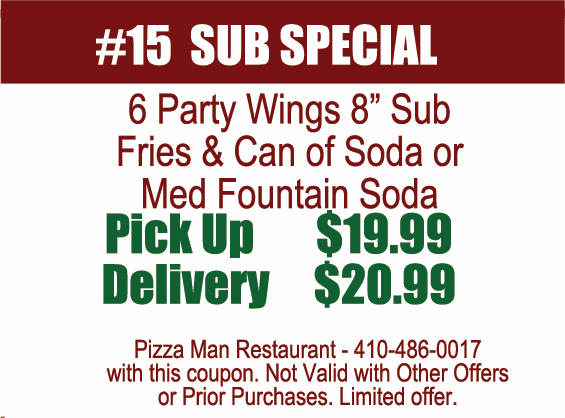 #15 SUB SPECIAL
6 Party Wings 8” Sub
Fries & Can of Soda or
Med Fountain Soda
Pick Up $19.99
Delivery $20.99
Pizza Man Restaurant - 410-486-0017
with this coupon. Not Valid with Other Offers
or Prior Purchases. Limited offer.